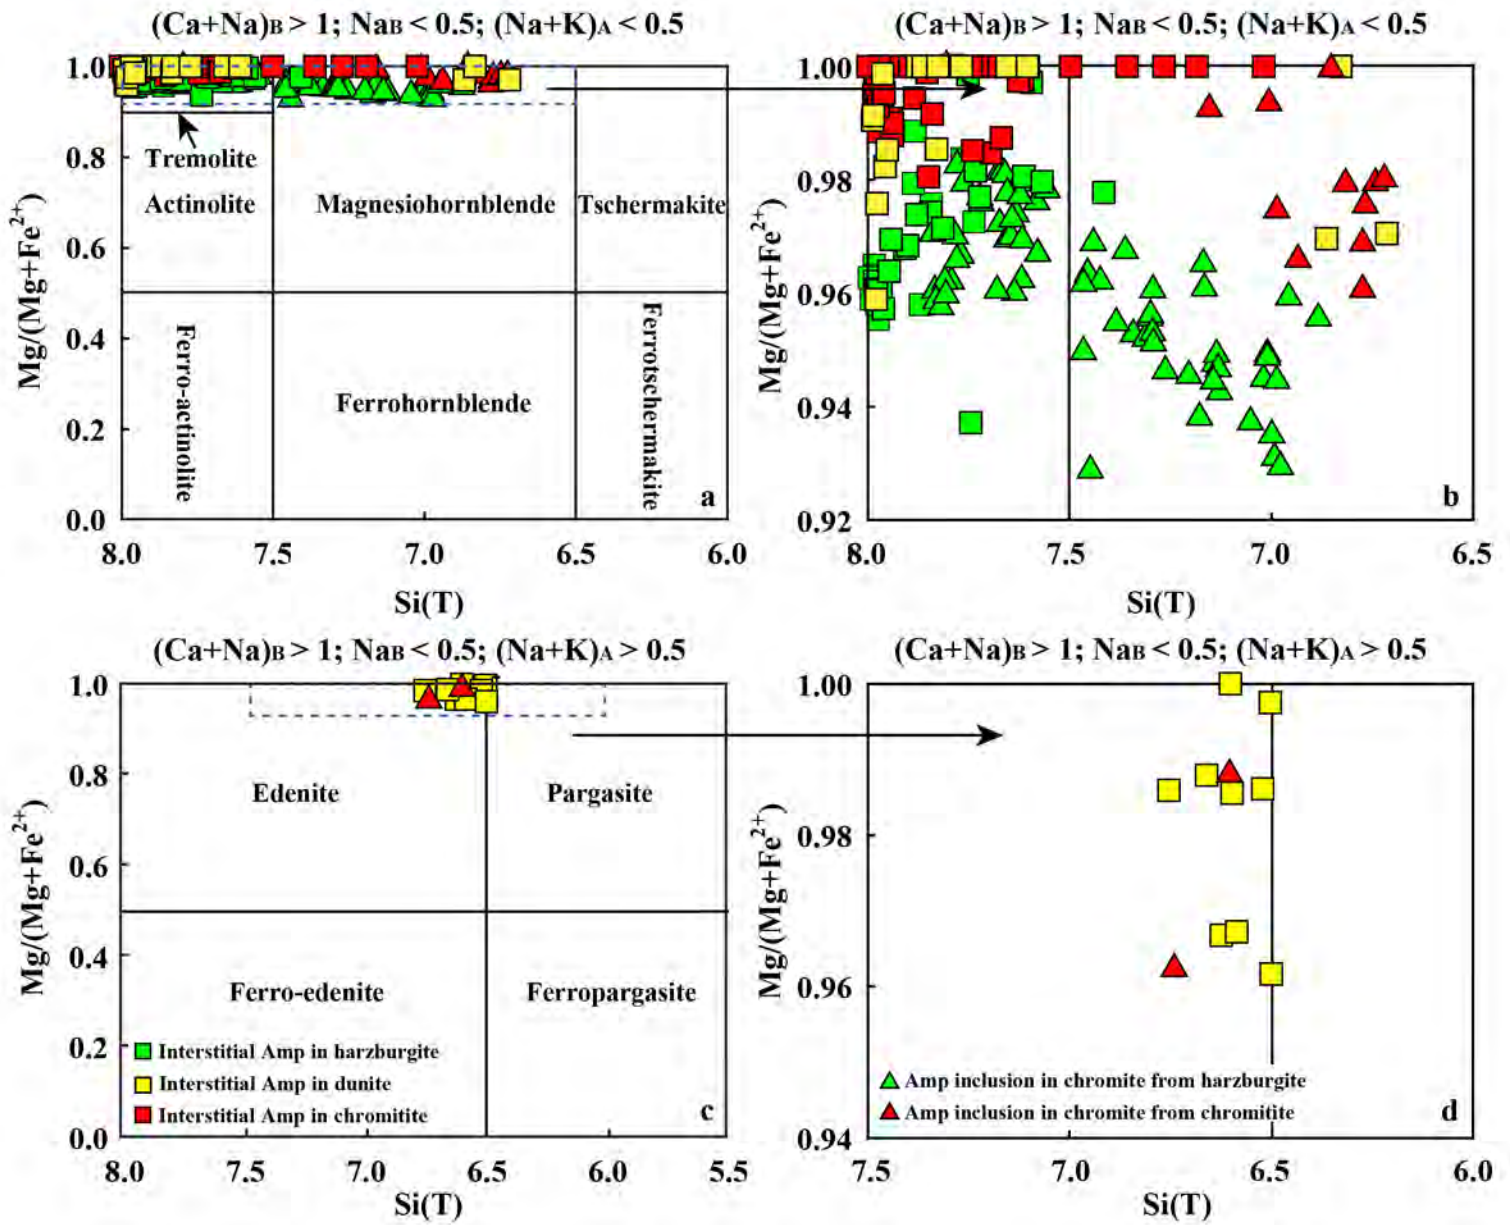 (Ca+Na)B > 1; NaB < 0.5; (Na+K)A < 0.5
1.0
0.8
0.6
0.4
0.2
0.0
Mg/(Mg+Fe2+)
Tremolite
Actinolite
Magnesiohornblende
Tschermakite
Ferro-actinolite
Ferrohornblende
Ferrotschermakite
a
8.0 7.5 7.0 6.5 6.0
Si(T)
(Ca+Na)B > 1; NaB < 0.5; (Na+K)A < 0.5
1.00
0.98
0.96
0.94
0.92
Mg/(Mg+Fe2+)
b
8.0 7.5 7.0 6.5
Si(T)
(Ca+Na)B > 1; NaB < 0.5; (Na+K)A > 0.5
1.0
0.8
0.6
0.4
0.2
0.0
Mg/(Mg+Fe2+)
Edenite
Pargasite
Ferro-edenite
Ferropargasite
Interstitial Amp in harzburgite
Interstitial Amp in dunite
Interstitial Amp in chromitite
c
8.0 7.5 7.0 6.5 6.0 5.5
Si(T)
(Ca+Na)B > 1; NaB < 0.5; (Na+K)A > 0.5
1.00
0.98
0.96
0.94
Mg/(Mg+Fe2+)
Amp inclusion in chromite from harzburgite
Amp inclusion in chromite from chromitite
d
7.5 7.0 6.5 6.0
Si(T)